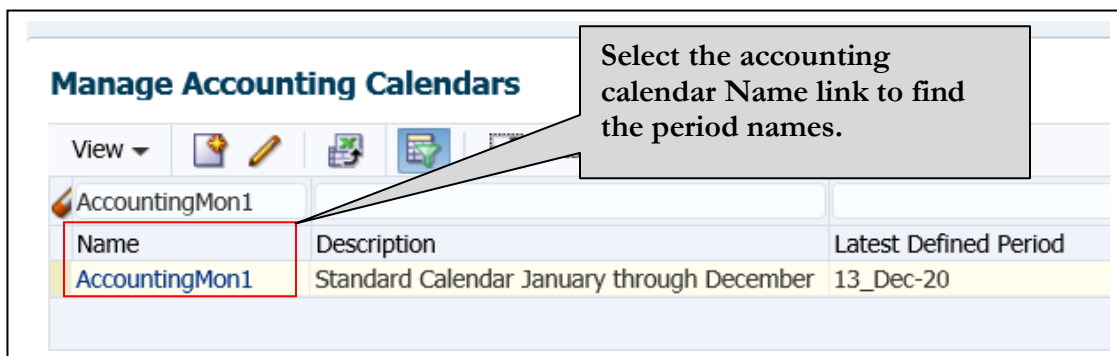 Manage Accounting Calendars
Select the accounting
calendar Name link to find
the period names.
View
AccountingMon1
Name Description Latest Defined Period
AccountingMon1 Standard Calendar January through December 13_Dec-20